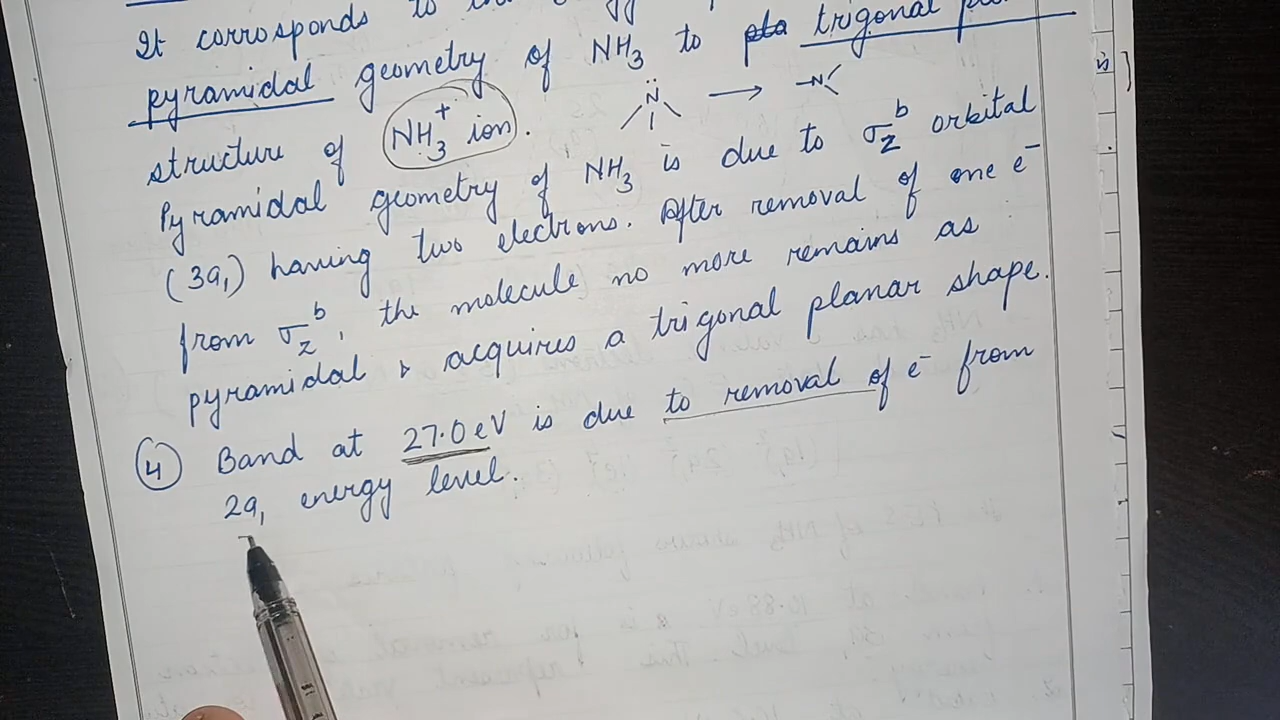 It corrosponds to the
pyramidal geometry of NH3 to trigonal
structure of NH3+ ion. N → N
Pyramidal geometry of NH3 is due to σzb orbital
(3a1) having two electrons. After removal of one e-
from σzb, the molecule no more remains as
pyramidal & acquires a trigonal planar shape.
(4) Band at 27.0 eV is due to removal of e- from
2a1 energy level.
is